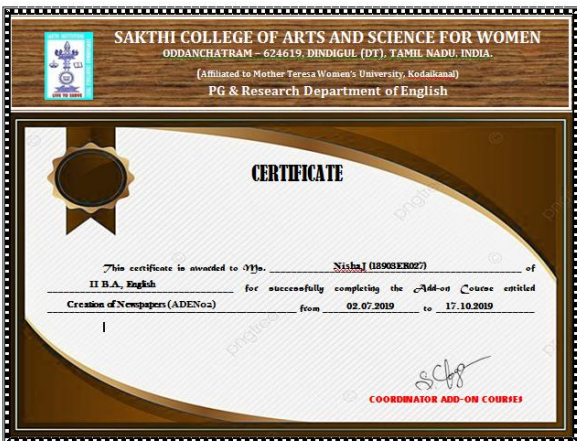 SAKTHI COLLEGE OF ARTS AND SCIENCE FOR WOMEN
ODDANCHATRAM – 624619, DINDIGUL (DT), TAMIL NADU, INDIA.
(Affiliated to Mother Teresa Women's University, Kodaikanal)
PG & Research Department of English
LIVE TO SERVE
CERTIFICATE
This certificate is awarded to Ms. Nisha.J (18903ER027) of
II B.A., English for successfully completing the Add-on Course entitled
Creation of Newspapers (ADEN02) from 02.07.2019 to 17.10.2019
COORDINATOR ADD-ON COURSES